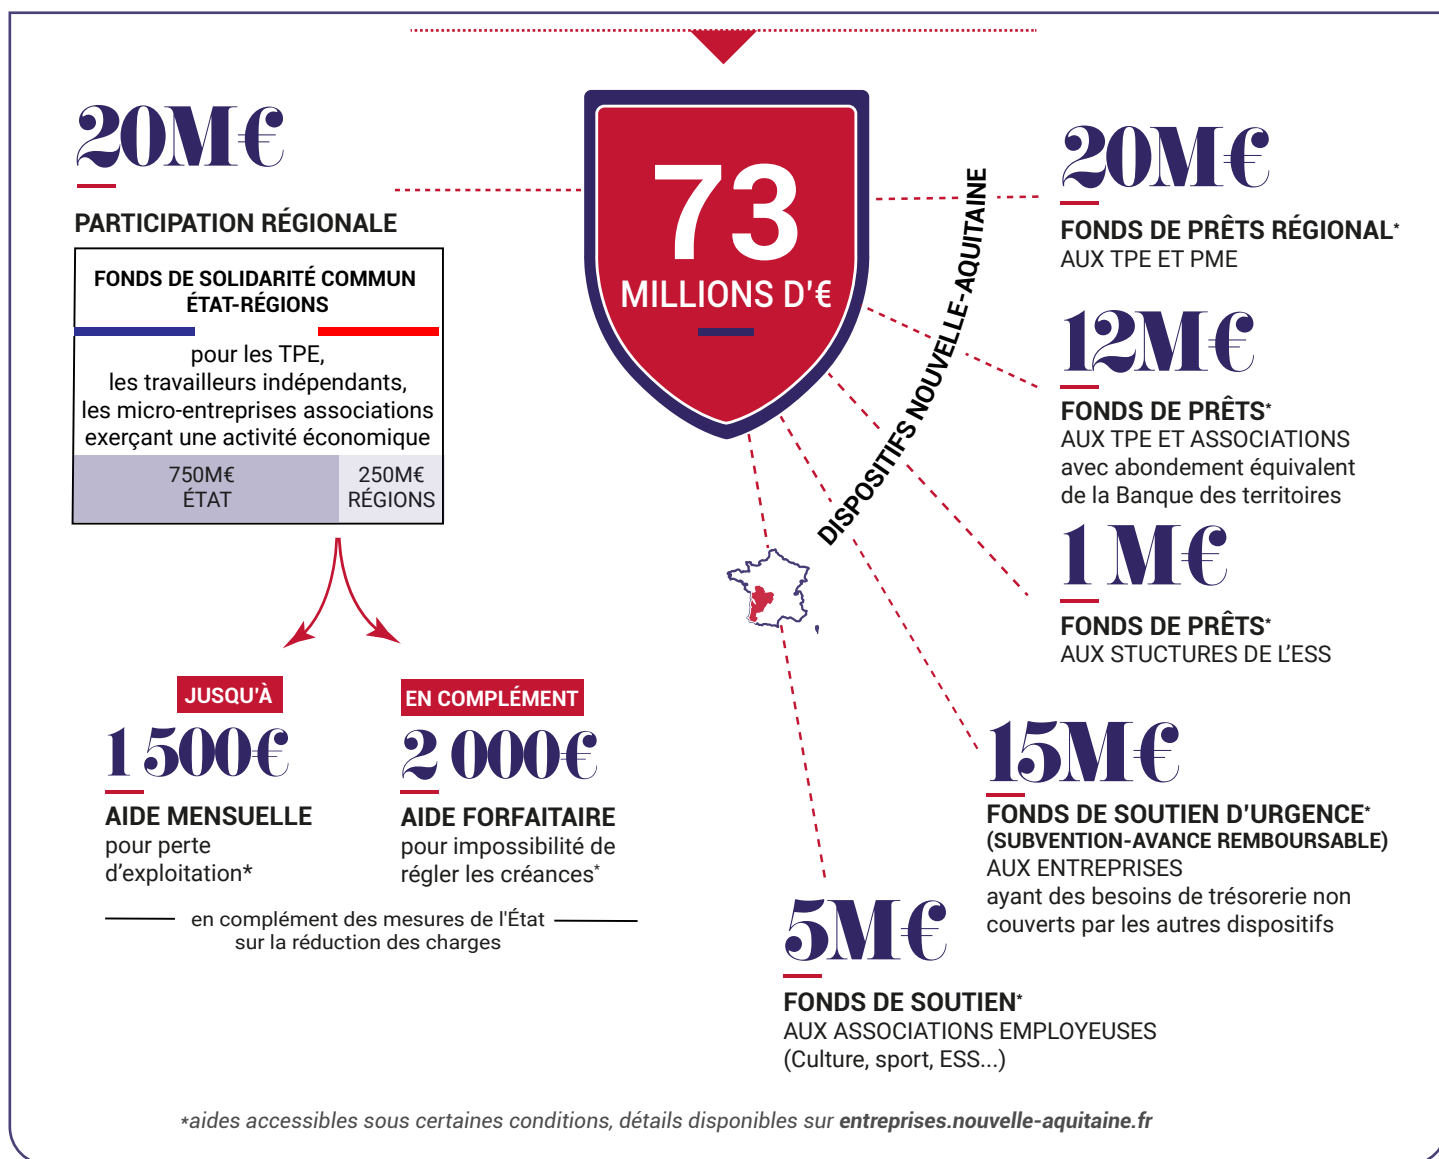 73
MILLIONS D'€
20M€
PARTICIPATION RÉGIONALE
FONDS DE SOLIDARITÉ COMMUN
ÉTAT-RÉGIONS
pour les TPE,
les travailleurs indépendants,
les micro-entreprises associations
exerçant une activité économique
750M€
ÉTAT
250M€
RÉGIONS
JUSQU'À
1 500€
AIDE MENSUELLE
pour perte
d'exploitation*
EN COMPLÉMENT
2 000€
AIDE FORFAITAIRE
pour impossibilité de
régler les créances*
en complément des mesures de l'État
sur la réduction des charges
DISPOSITIFS NOUVELLE-AQUITAINE
20M€
FONDS DE PRÊTS RÉGIONAL*
AUX TPE ET PME
12M€
FONDS DE PRÊTS*
AUX TPE ET ASSOCIATIONS
avec abondement équivalent
de la Banque des territoires
1 M€
FONDS DE PRÊTS*
AUX STUCTURES DE L'ESS
15M€
FONDS DE SOUTIEN D'URGENCE*
(SUBVENTION-AVANCE REMBOURSABLE)
AUX ENTREPRISES
ayant des besoins de trésorerie non
couverts par les autres dispositifs
5M€
FONDS DE SOUTIEN*
AUX ASSOCIATIONS EMPLOYEUSES
(Culture, sport, ESS...)
*aides accessibles sous certaines conditions, détails disponibles sur entreprises.nouvelle-aquitaine.fr